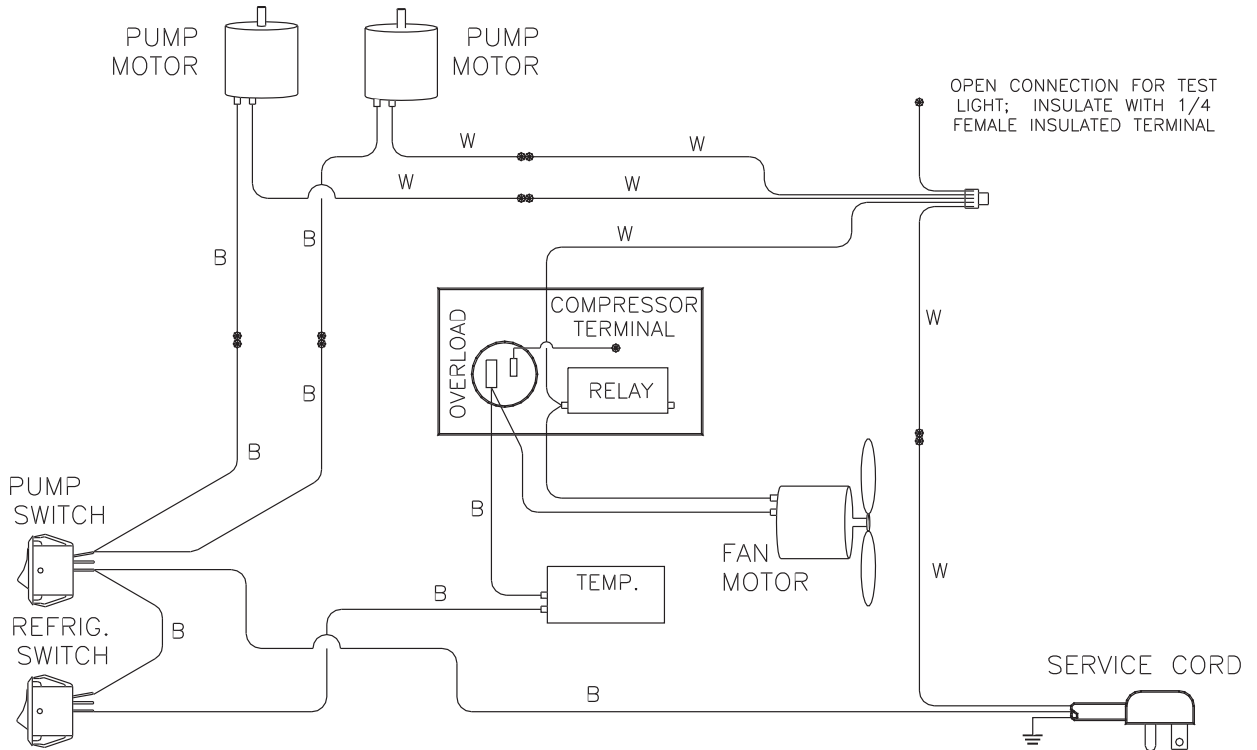 PUMP
MOTOR
PUMP
MOTOR
OPEN CONNECTION FOR TEST
LIGHT; INSULATE WITH 1/4
FEMALE INSULATED TERMINAL
W
W
W
W
B
B
W
COMPRESSOR
TERMINAL
OVERLOAD
RELAY
W
B
B
PUMP
SWITCH
B
FAN
MOTOR
TEMP.
B
W
REFRIG.
SWITCH
B
SERVICE CORD
B